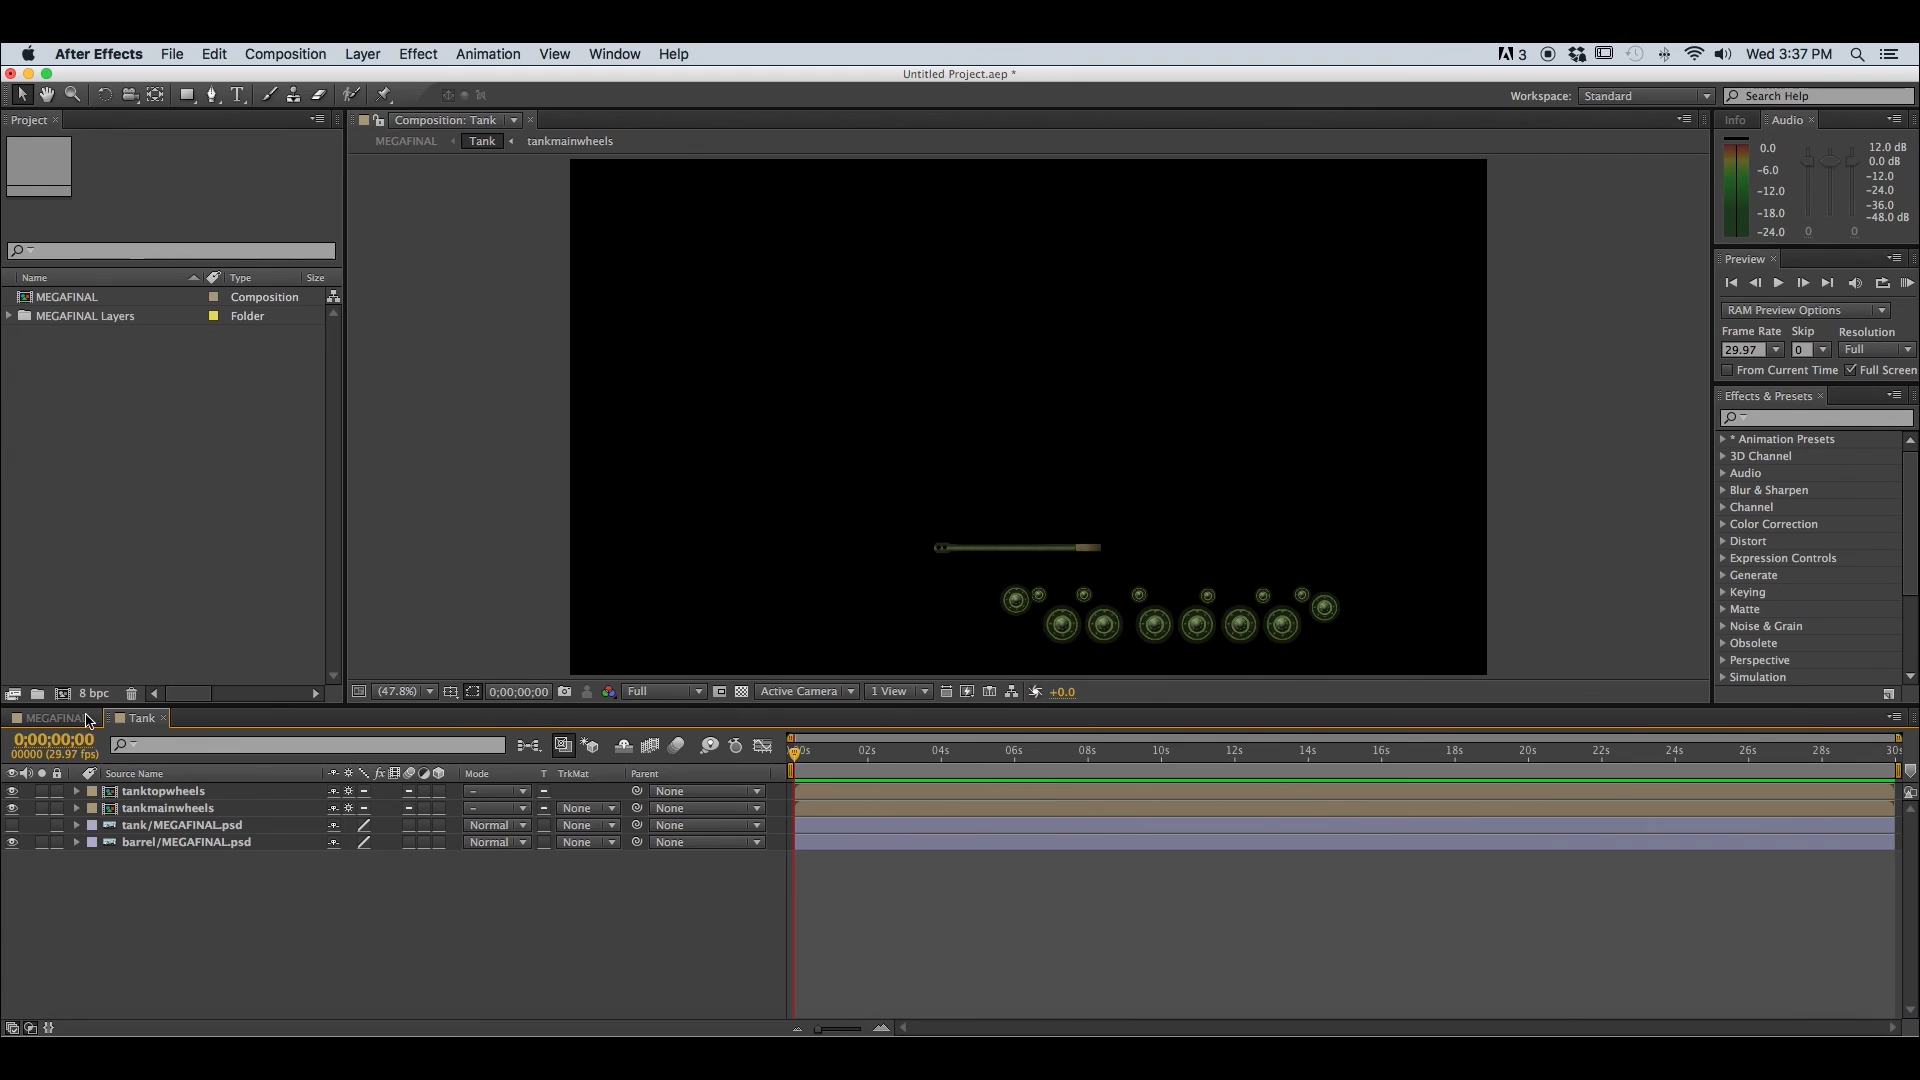 After Effects File Edit Composition Layer Effect Animation View Window Help 3 Wed 3:37 PM
Untitled Project.aep *
Workspace: Standard Search Help
Project Composition: Tank Info Audio
MEGAFINAL Tank tankmainwheels
0.0 12.0 dB
0.0 dB
-6.0 -12.0
-12.0 -24.0
-18.0 -36.0
-48.0 dB
-24.0 0 0
Preview
Name Type Size
MEGAFINAL Composition
MEGAFINAL Layers Folder
RAM Preview Options
Frame Rate Skip Resolution
29.97 0 Full
From Current Time Full Screen
Effects & Presets
* Animation Presets
3D Channel
Audio
Blur & Sharpen
Channel
Color Correction
Distort
Expression Controls
Generate
Keying
Matte
Noise & Grain
Obsolete
Perspective
Simulation
8 bpc (47.8%) 0;00;00;00 Full Active Camera 1 View +0.0
MEGAFINAL Tank
0;00;00;00
00000 (29.97 fps)
02s 04s 06s 08s 10s 12s 14s 16s 18s 20s 22s 24s 26s 28s 30s
Source Name fx Mode T TrkMat Parent
tanktopwheels - None
tankmainwheels - None None
tank/MEGAFINAL.psd Normal None None
barrel/MEGAFINAL.psd Normal None None